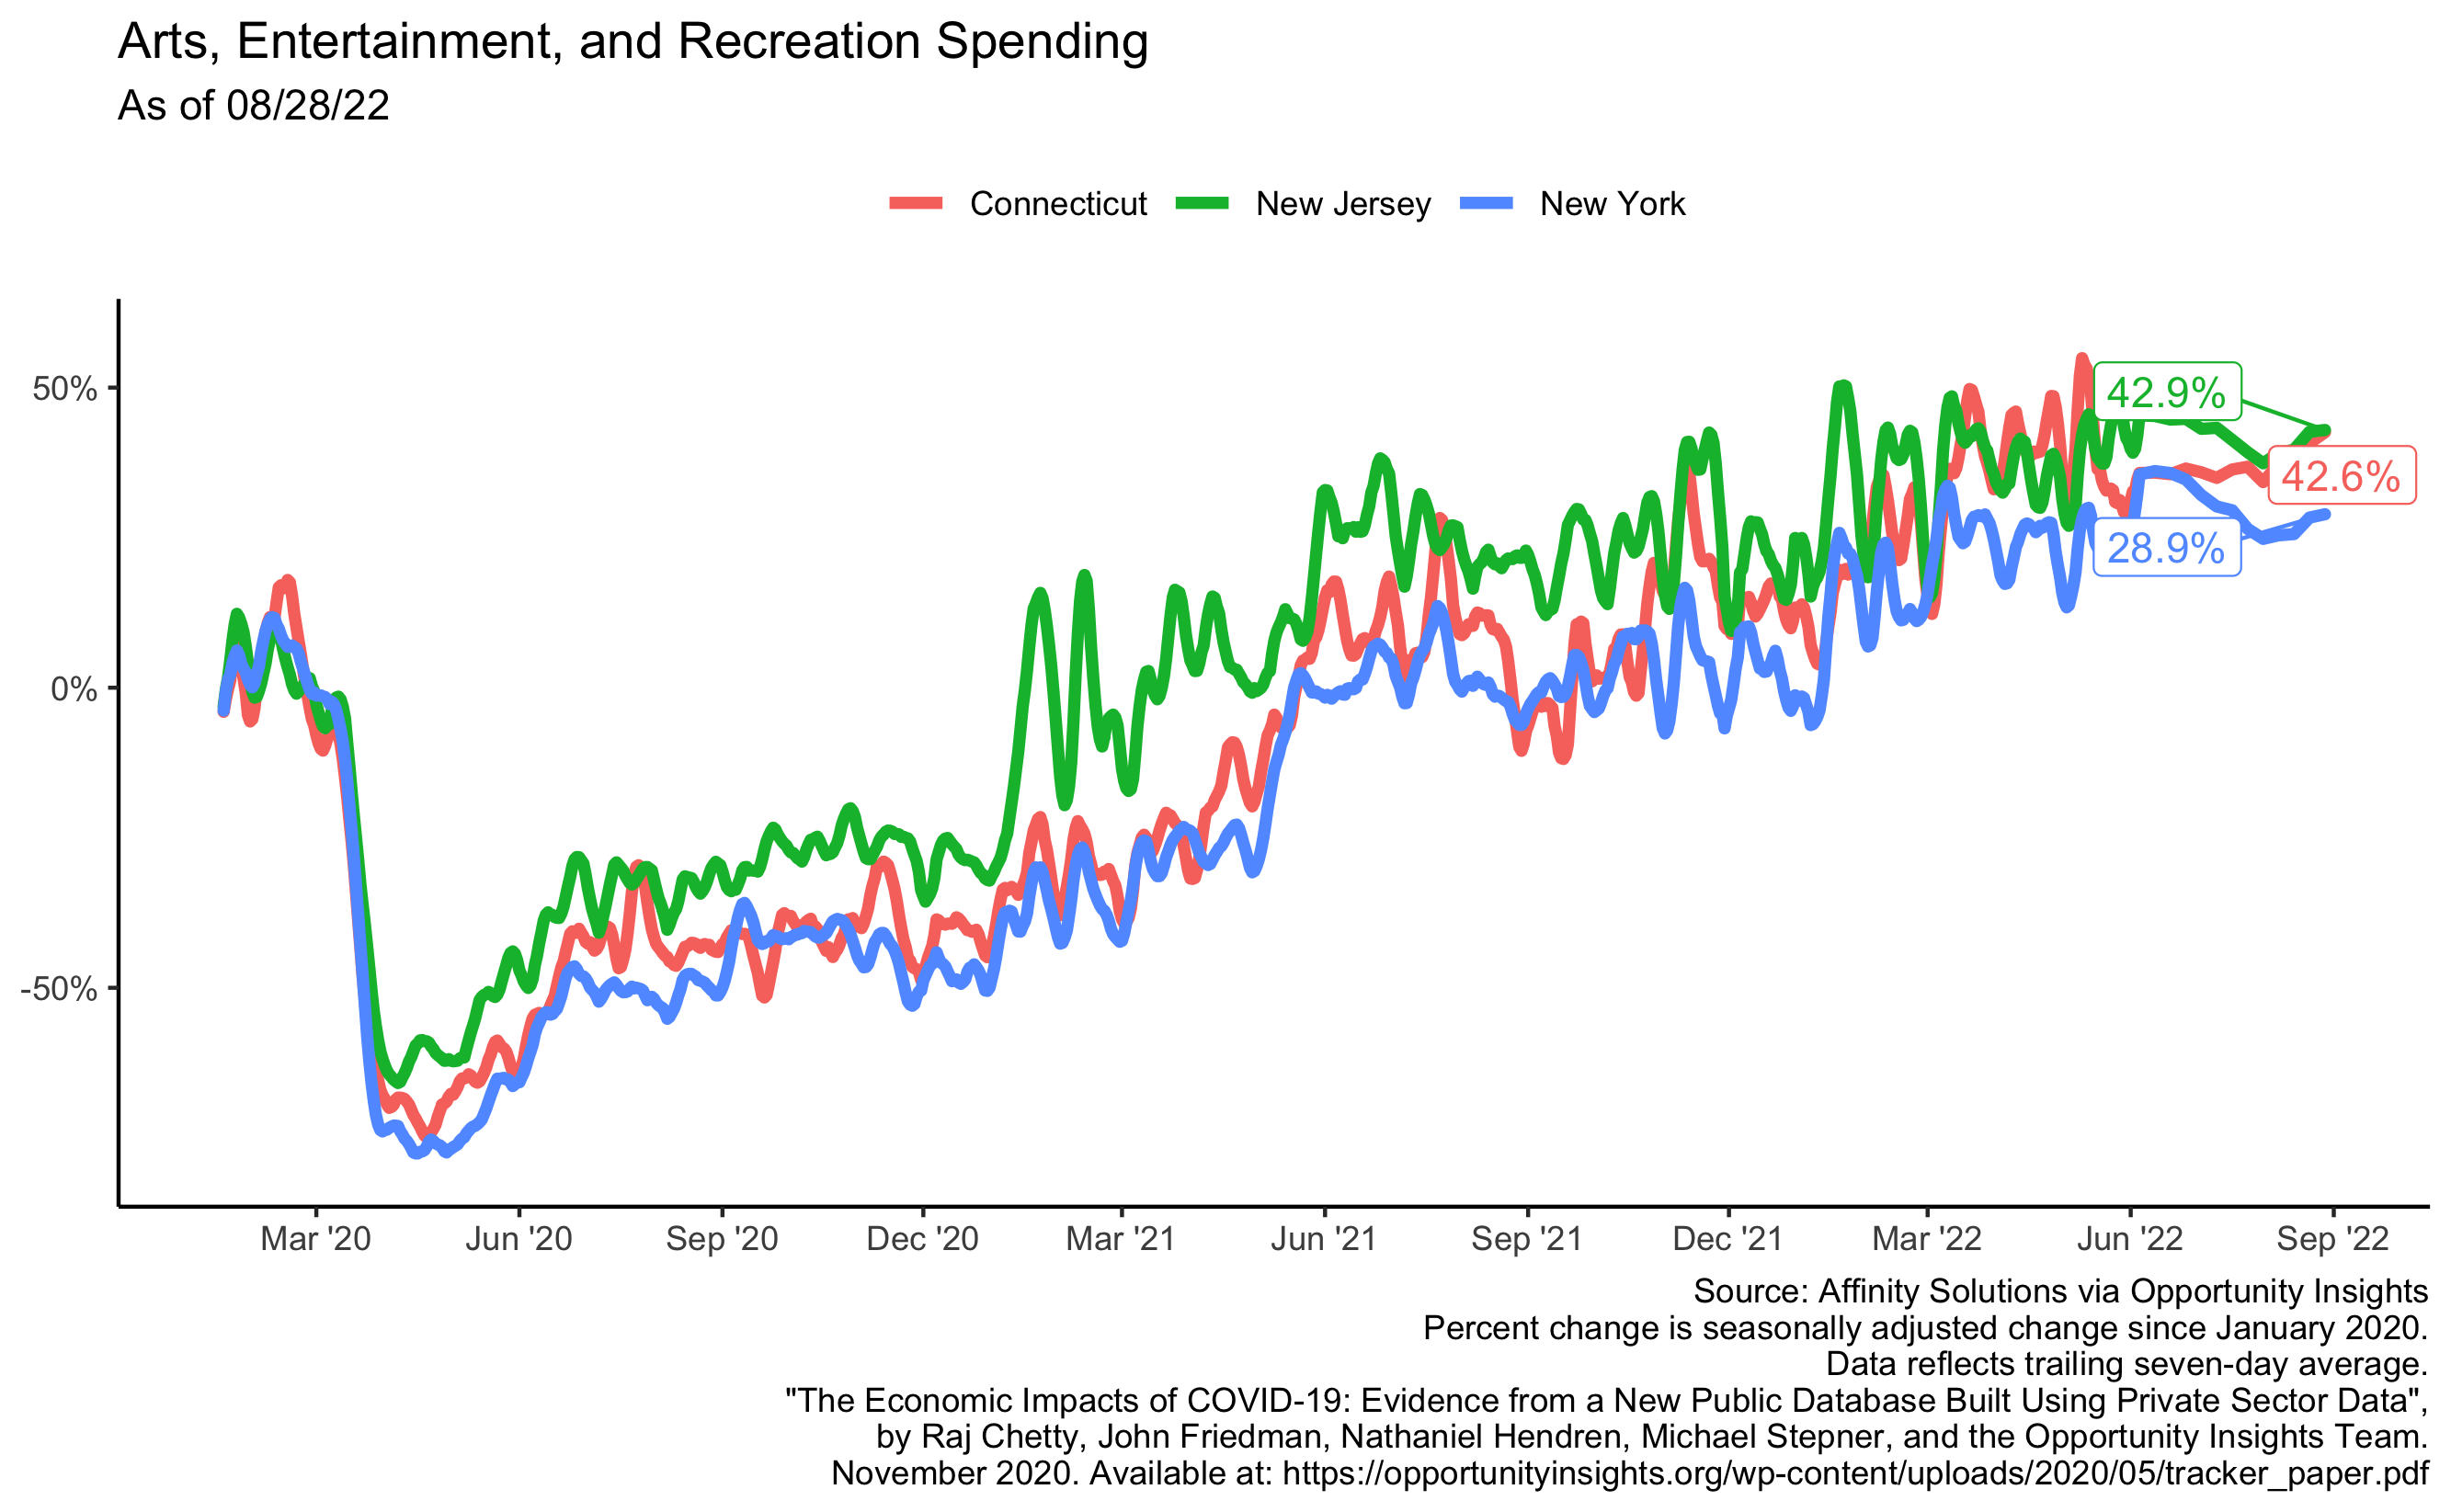 Arts, Entertainment, and Recreation Spending
As of 08/28/22
Connecticut New Jersey New York
50%
0%
-50%
42.9%
42.6%
28.9%
Mar '20 Jun '20 Sep '20 Dec '20 Mar '21 Jun '21 Sep '21 Dec '21 Mar '22 Jun '22 Sep '22
Source: Affinity Solutions via Opportunity Insights
Percent change is seasonally adjusted change since January 2020.
Data reflects trailing seven-day average.
"The Economic Impacts of COVID-19: Evidence from a New Public Database Built Using Private Sector Data",
by Raj Chetty, John Friedman, Nathaniel Hendren, Michael Stepner, and the Opportunity Insights Team.
November 2020. Available at: https://opportunityinsights.org/wp-content/uploads/2020/05/tracker_paper.pdf